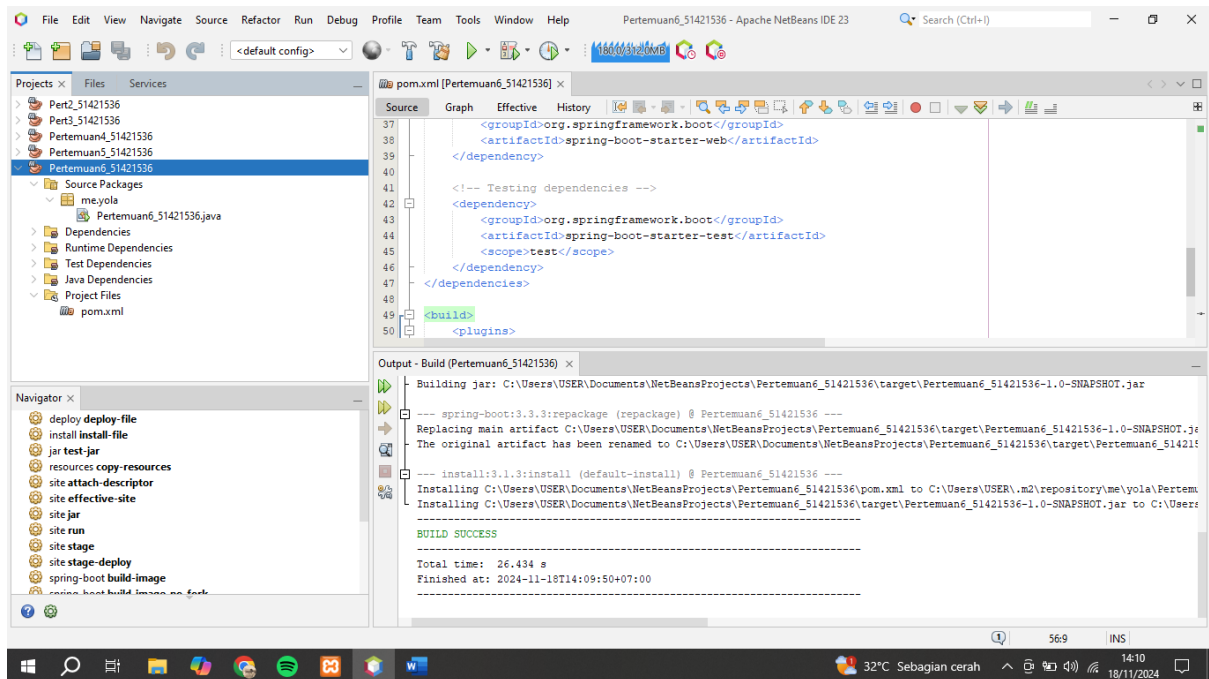 File Edit View Navigate Source Refactor Run Debug Profile Team Tools Window Help Pertemuan6_51421536 - Apache NetBeans IDE 23 Search (Ctrl+I)
<default config> 180,0/312,0MB
Projects Files Services
Pert2_51421536
Pert3_51421536
Pertemuan4_51421536
Pertemuan5_51421536
Pertemuan6_51421536
Source Packages
me.yola
Pertemuan6_51421536.java
Dependencies
Runtime Dependencies
Test Dependencies
Java Dependencies
Project Files
pom.xml
Navigator
deploy deploy-file
install install-file
jar test-jar
resources copy-resources
site attach-descriptor
site effective-site
site jar
site run
site stage
site stage-deploy
spring-boot build-image
spring-boot build-image-no-fork
pom.xml [Pertemuan6_51421536]
Source Graph Effective History
37 <groupId>org.springframework.boot</groupId>
38 <artifactId>spring-boot-starter-web</artifactId>
39 </dependency>
40
41 <!-- Testing dependencies -->
42 <dependency>
43 <groupId>org.springframework.boot</groupId>
44 <artifactId>spring-boot-starter-test</artifactId>
45 <scope>test</scope>
46 </dependency>
47 </dependencies>
48
49 <build>
50 <plugins>
Output - Build (Pertemuan6_51421536)
Building jar: C:\Users\USER\Documents\NetBeansProjects\Pertemuan6_51421536\target\Pertemuan6_51421536-1.0-SNAPSHOT.jar
--- spring-boot:3.3.3:repackage (repackage) @ Pertemuan6_51421536 ---
Replacing main artifact C:\Users\USER\Documents\NetBeansProjects\Pertemuan6_51421536\target\Pertemuan6_51421536-1.0-SNAPSHOT.ja
The original artifact has been renamed to C:\Users\USER\Documents\NetBeansProjects\Pertemuan6_51421536\target\Pertemuan6_514215
--- install:3.1.3:install (default-install) @ Pertemuan6_51421536 ---
Installing C:\Users\USER\Documents\NetBeansProjects\Pertemuan6_51421536\pom.xml to C:\Users\USER\.m2\repository\me\yola\Pertemu
Installing C:\Users\USER\Documents\NetBeansProjects\Pertemuan6_51421536\target\Pertemuan6_51421536-1.0-SNAPSHOT.jar to C:\Users
------------------------------------------------------------------------
BUILD SUCCESS
------------------------------------------------------------------------
Total time: 26.434 s
Finished at: 2024-11-18T14:09:50+07:00
------------------------------------------------------------------------
1 56:9 INS
32°C Sebagian cerah 14:10
18/11/2024